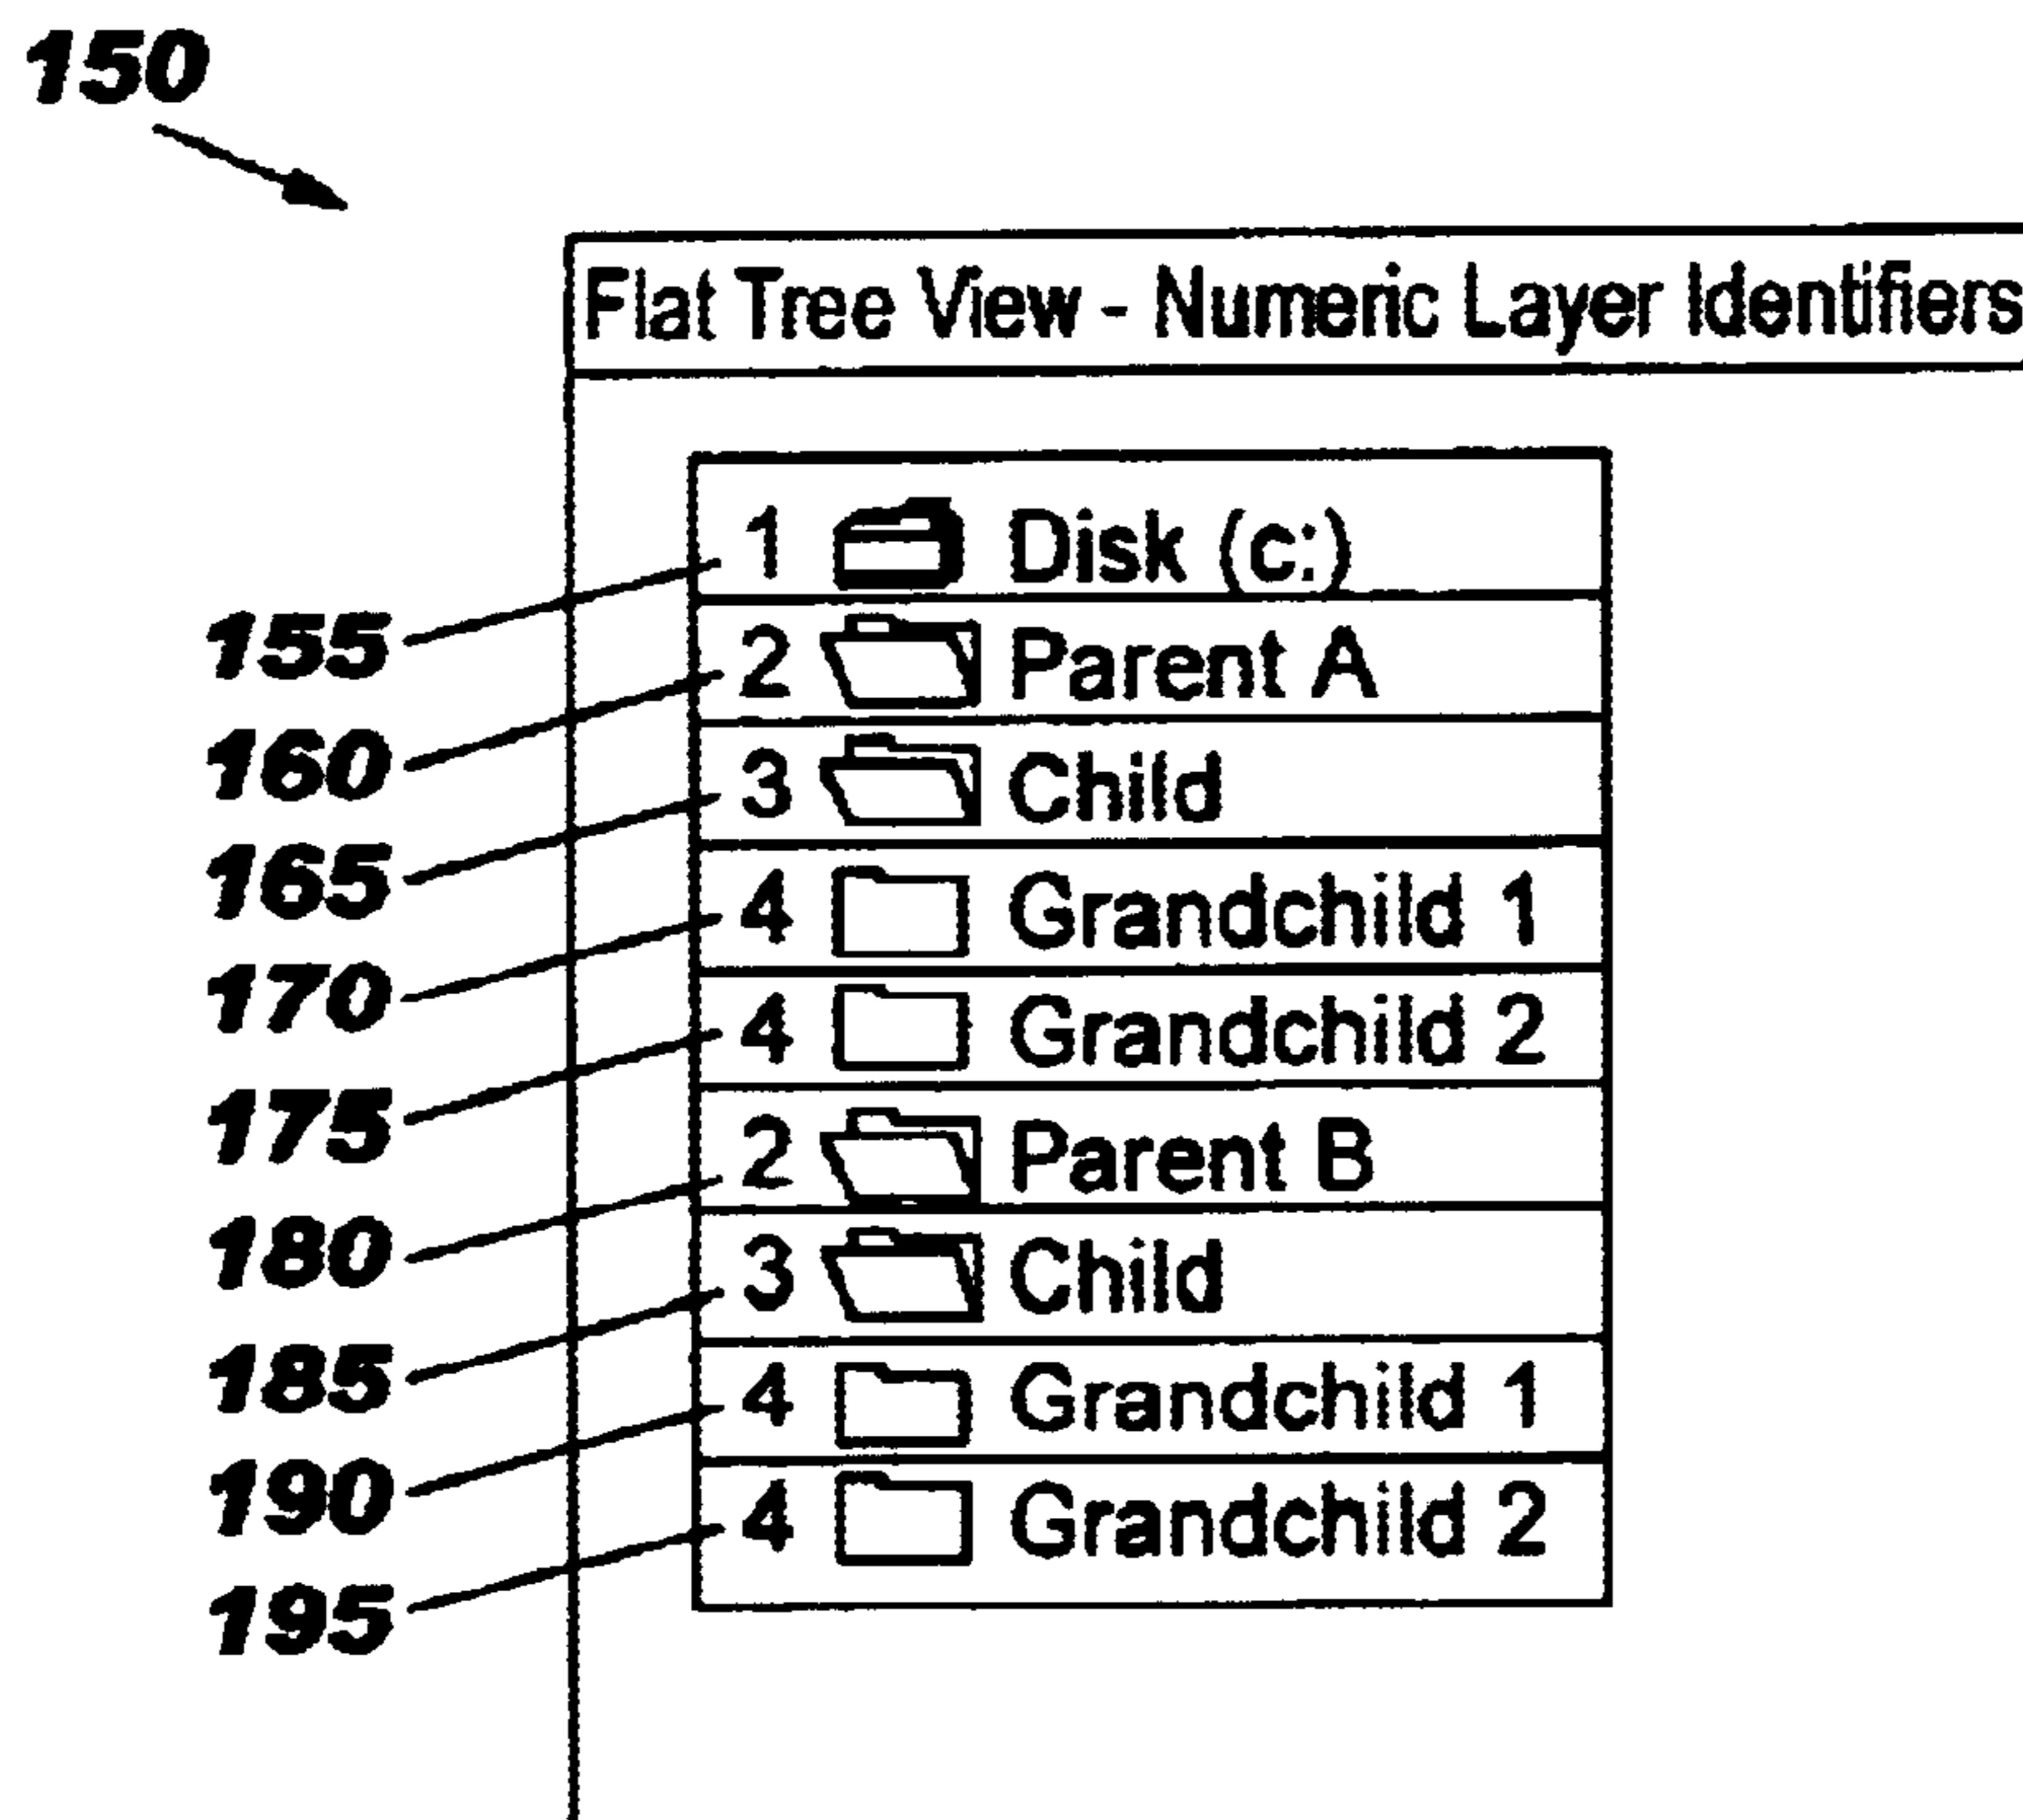 150
Flat Tree View - Numeric Layer Identifiers
1 Disk (c:)
155
2 Parent A
160
3 Child
165
4 Grandchild 1
170
4 Grandchild 2
175
2 Parent B
180
3 Child
185
4 Grandchild 1
190
4 Grandchild 2
195